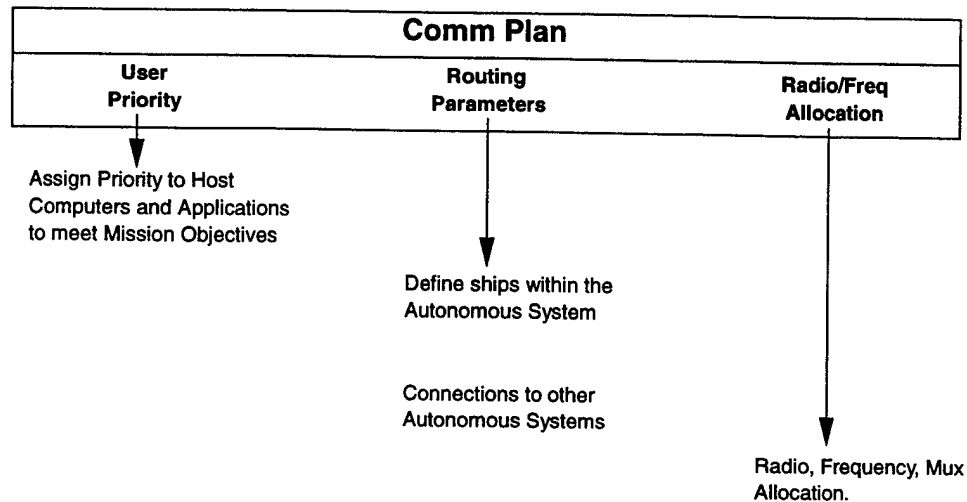 Comm Plan
User
Priority
Routing
Parameters
Radio/Freq
Allocation
Assign Priority to Host
Computers and Applications
to meet Mission Objectives
Define ships within the
Autonomous System
Connections to other
Autonomous Systems
Radio, Frequency, Mux
Allocation.